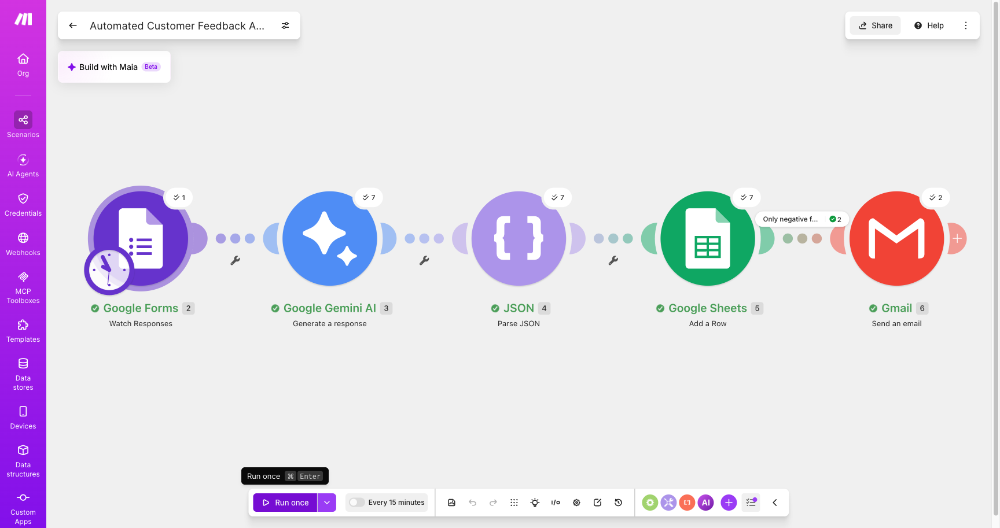 Automated Customer Feedback A...
Share
Help
Build with Maia
Beta
Org
Scenarios
AI Agents
Credentials
Webhooks
MCP
Toolboxes
Templates
Data
stores
Devices
Data
structures
Custom
Apps
1
7
7
7
2
Only negative f...
2
Google Forms 2
Watch Responses
Google Gemini AI 3
Generate a response
JSON 4
Parse JSON
Google Sheets 5
Add a Row
Gmail 6
Send an email
Run once ⌘ Enter
Run once
Every 15 minutes
I/O
AI